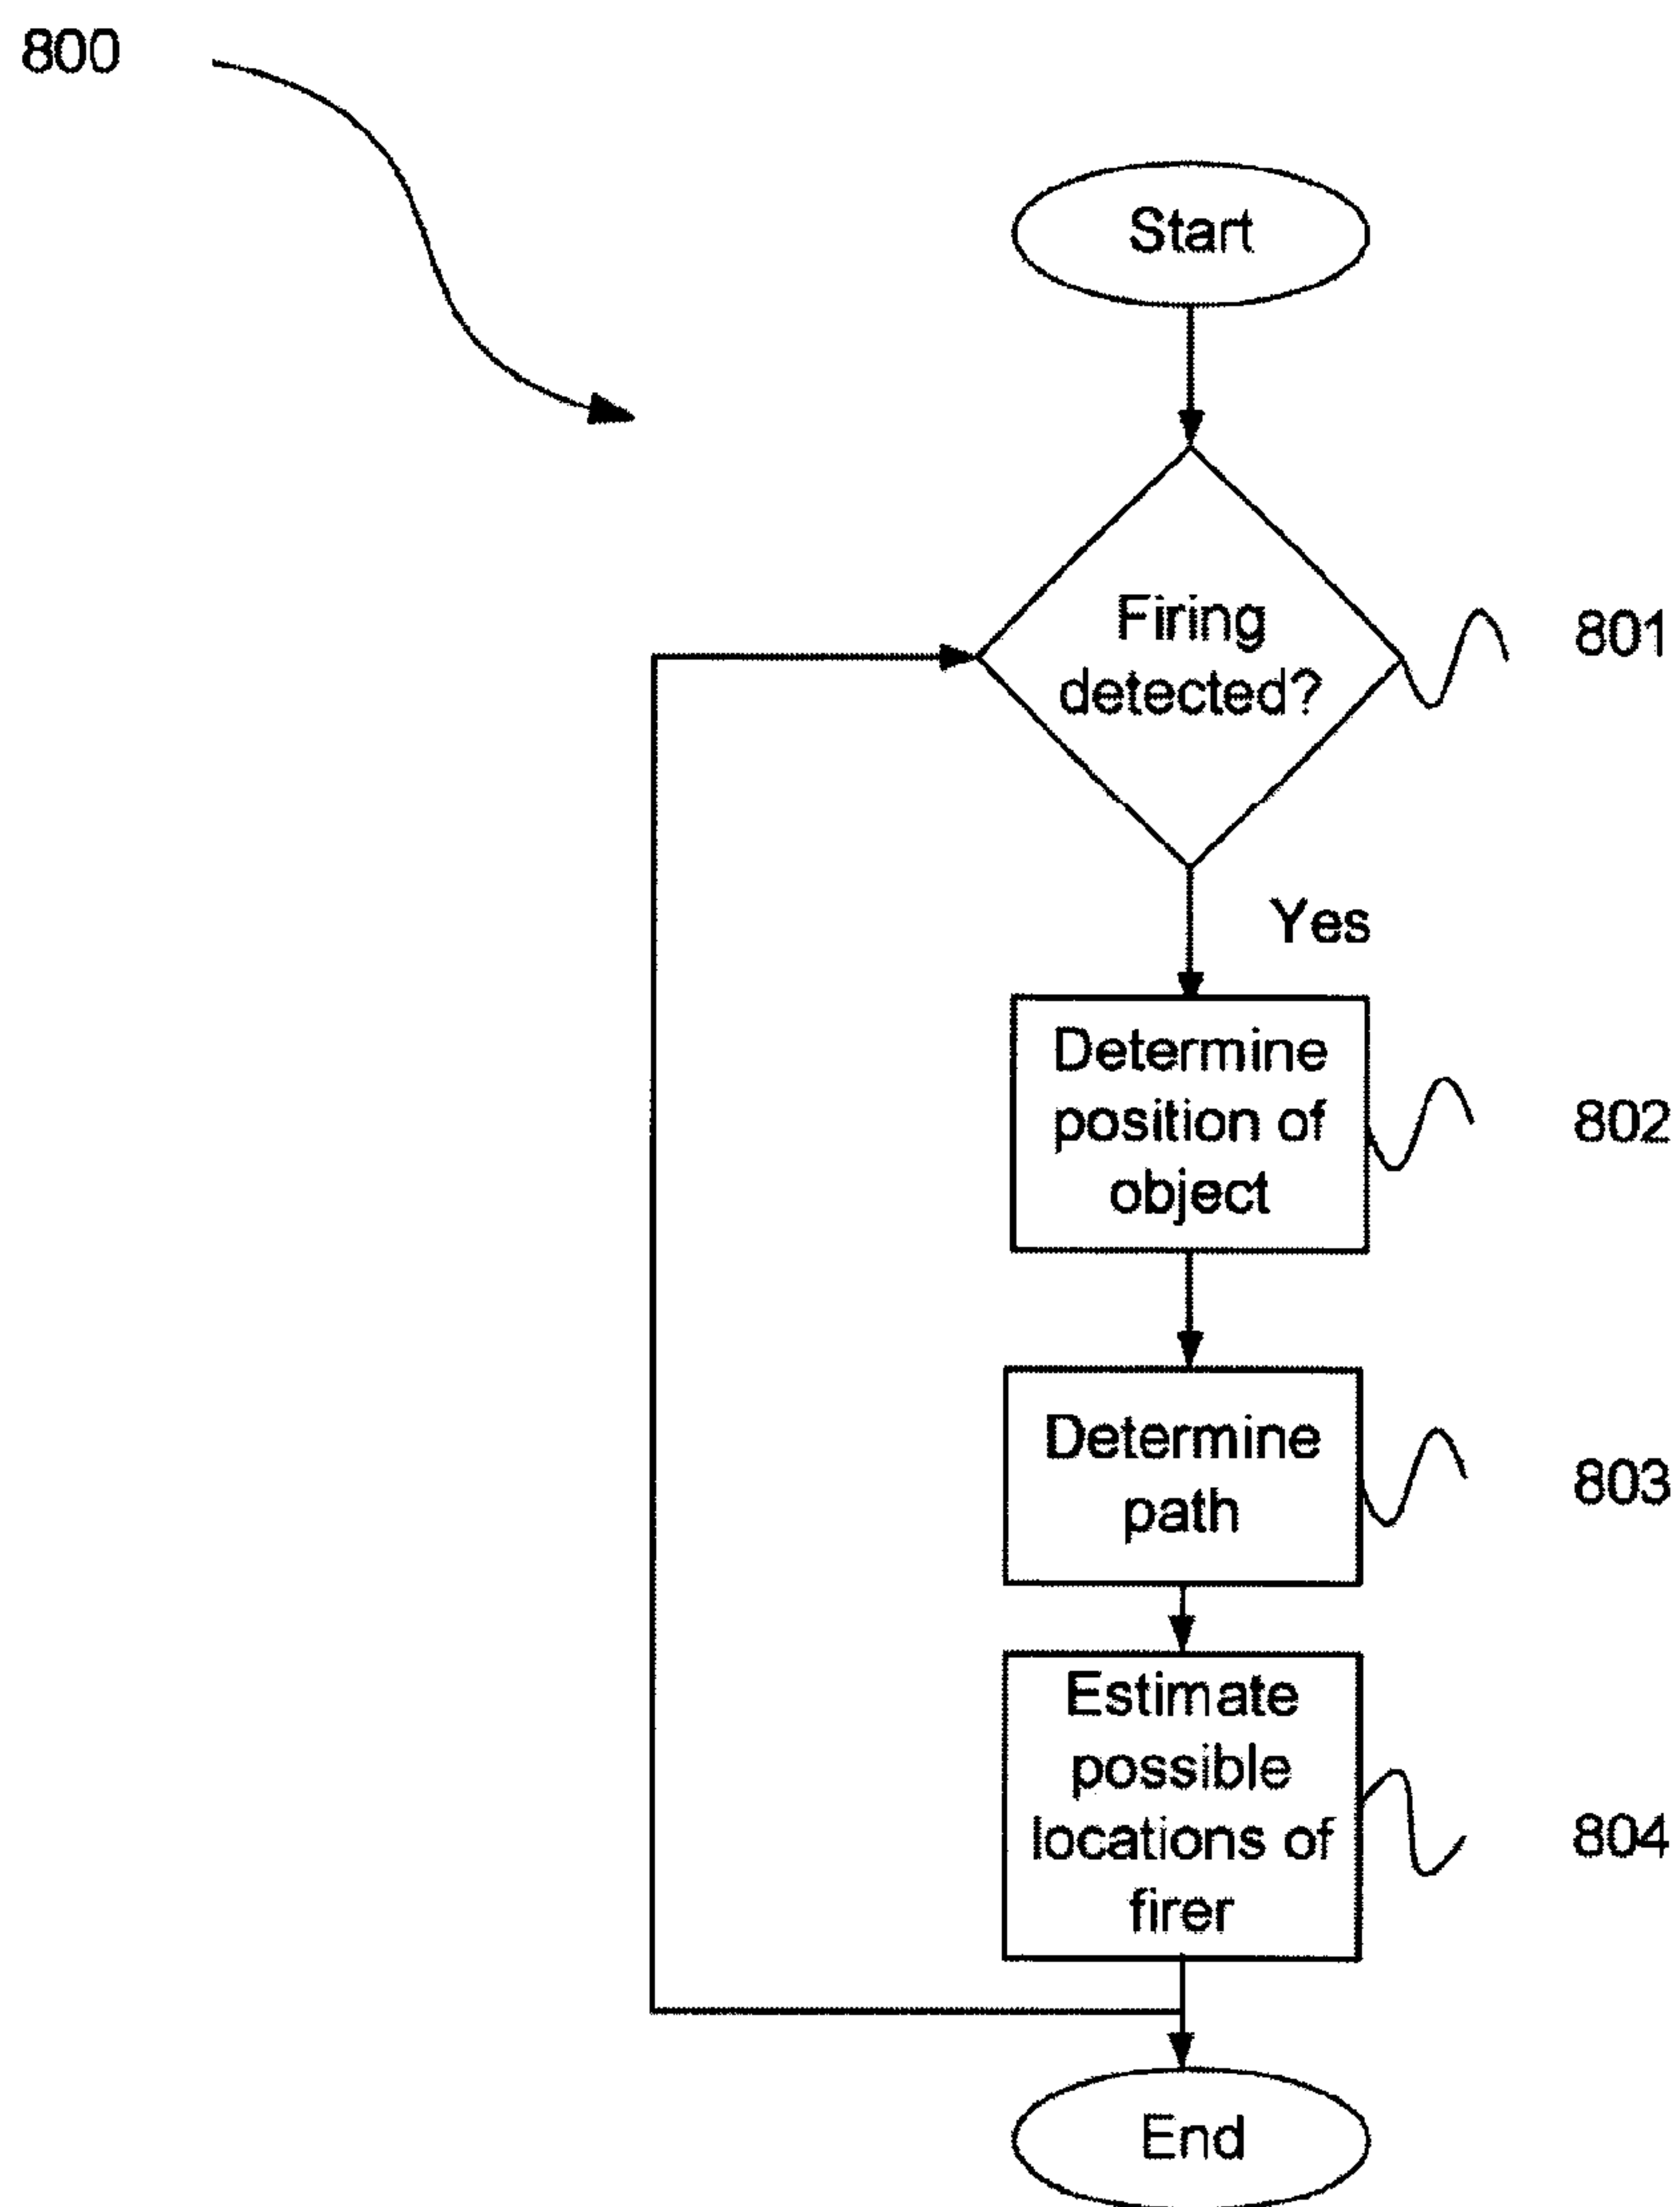 800
Start
Firing
detected?
801
Yes
Determine
position of
object
802
Determine
path
803
Estimate
possible
locations of
firer
804
End